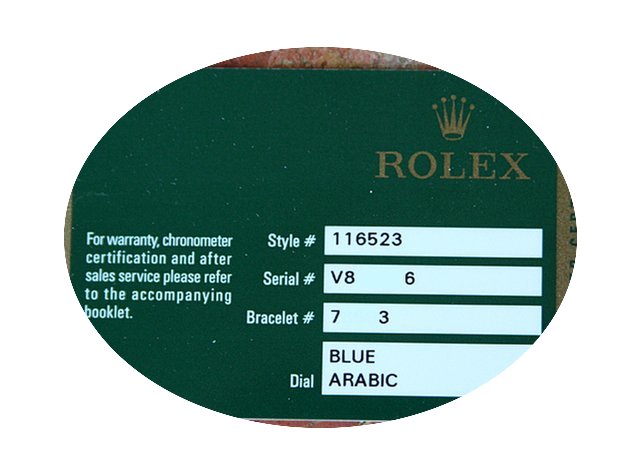 ROLEX
For warranty, chronometer
certification and after
sales service please refer
to the accompanying
booklet.
Style # 116523
Serial # V8 6
Bracelet # 7 3
Dial BLUE
ARABIC